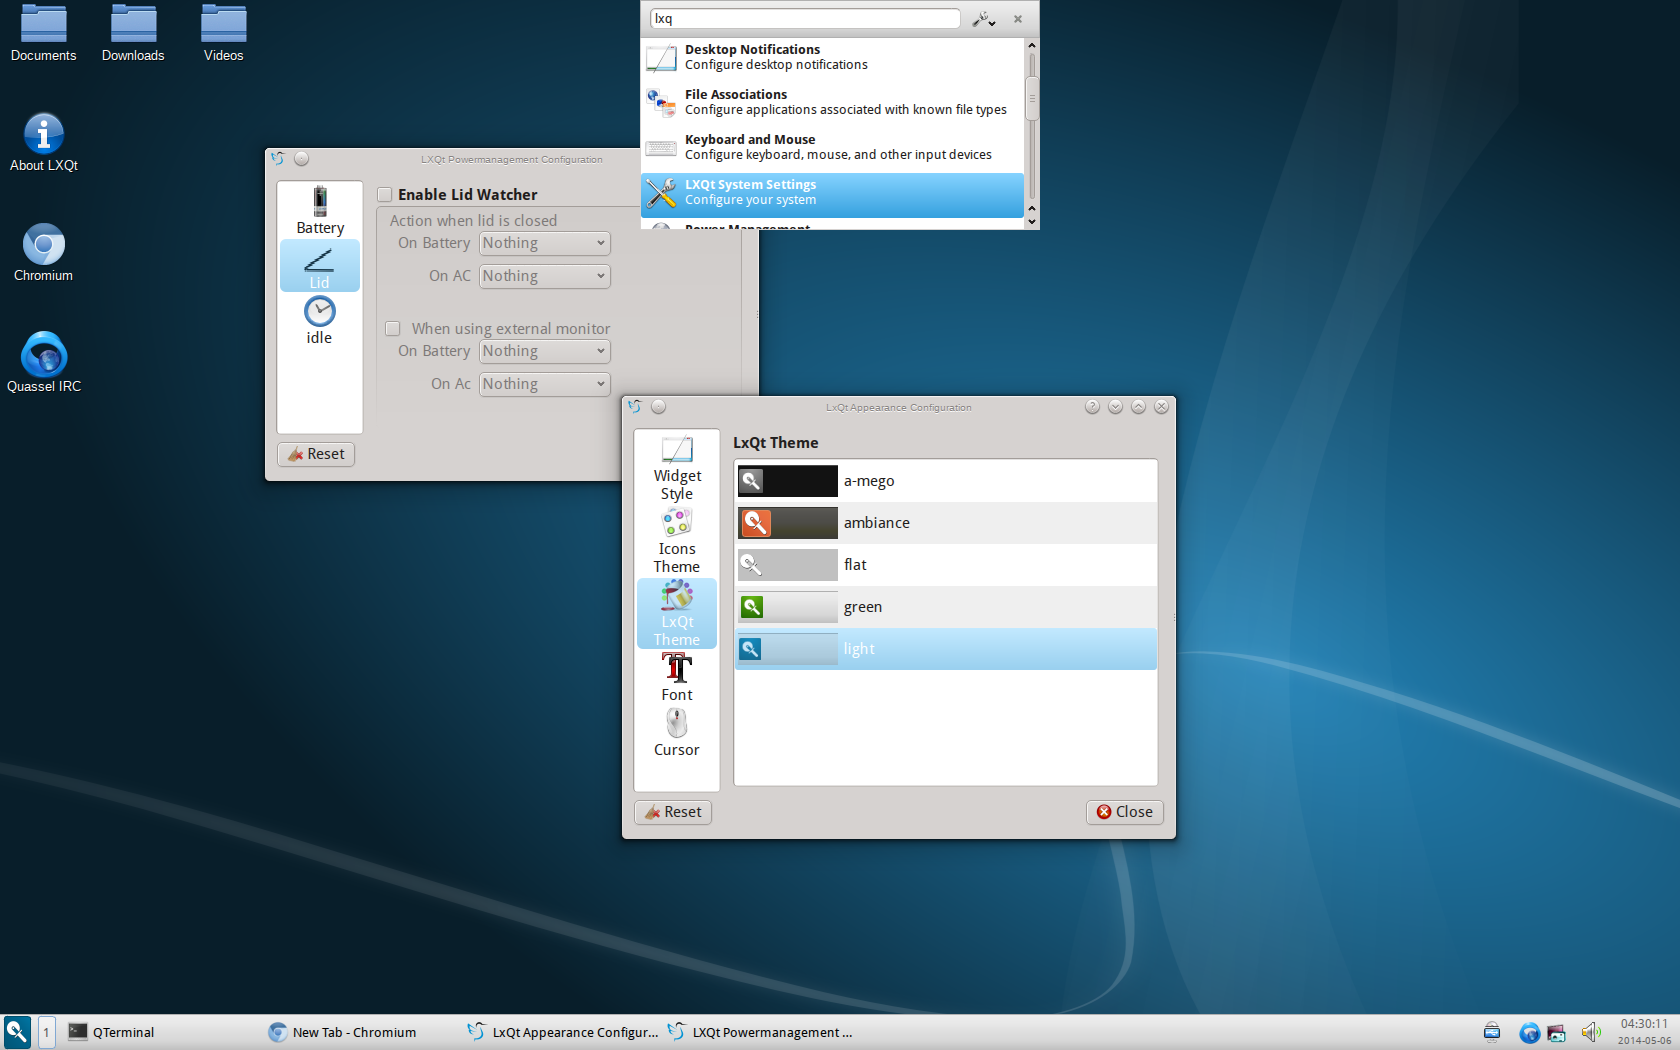 Documents
Downloads
Videos
About LXQt
Chromium
Quassel IRC
lxq
Desktop Notifications
Configure desktop notifications
File Associations
Configure applications associated with known file types
Keyboard and Mouse
Configure keyboard, mouse, and other input devices
LXQt System Settings
Configure your system
Power Management
LXQt Powermanagement Configuration
Battery
Lid
idle
Enable Lid Watcher
Action when lid is closed
On Battery Nothing
On AC Nothing
When using external monitor
On Battery Nothing
On Ac Nothing
Reset
LxQt Appearance Configuration
Widget
Style
Icons
Theme
LxQt
Theme
Font
Cursor
LxQt Theme
a-mego
ambiance
flat
green
light
Reset
Close
1
QTerminal
New Tab - Chromium
LxQt Appearance Configur...
LXQt Powermanagement ...
04:30:11
2014-05-06